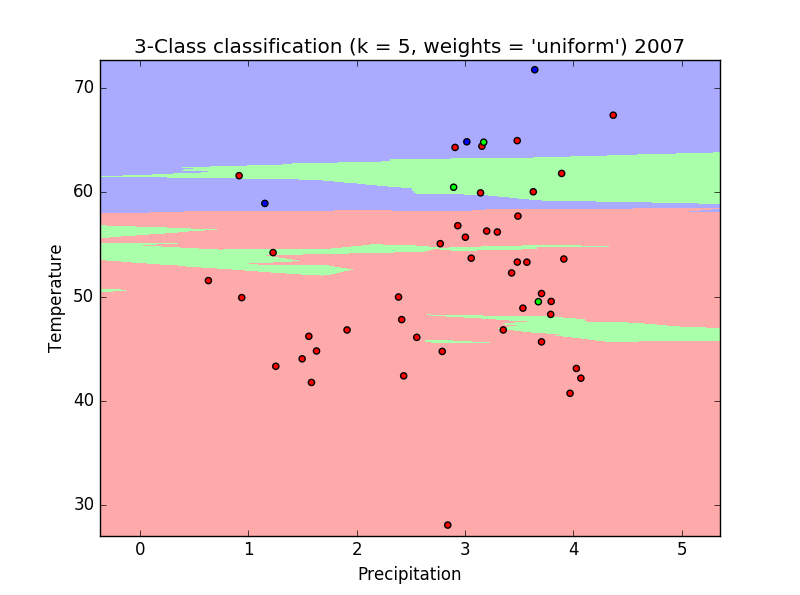 3-Class classification (k = 5, weights = 'uniform') 2007
70
60
50
40
30
Temperature
0 1 2 3 4 5
Precipitation